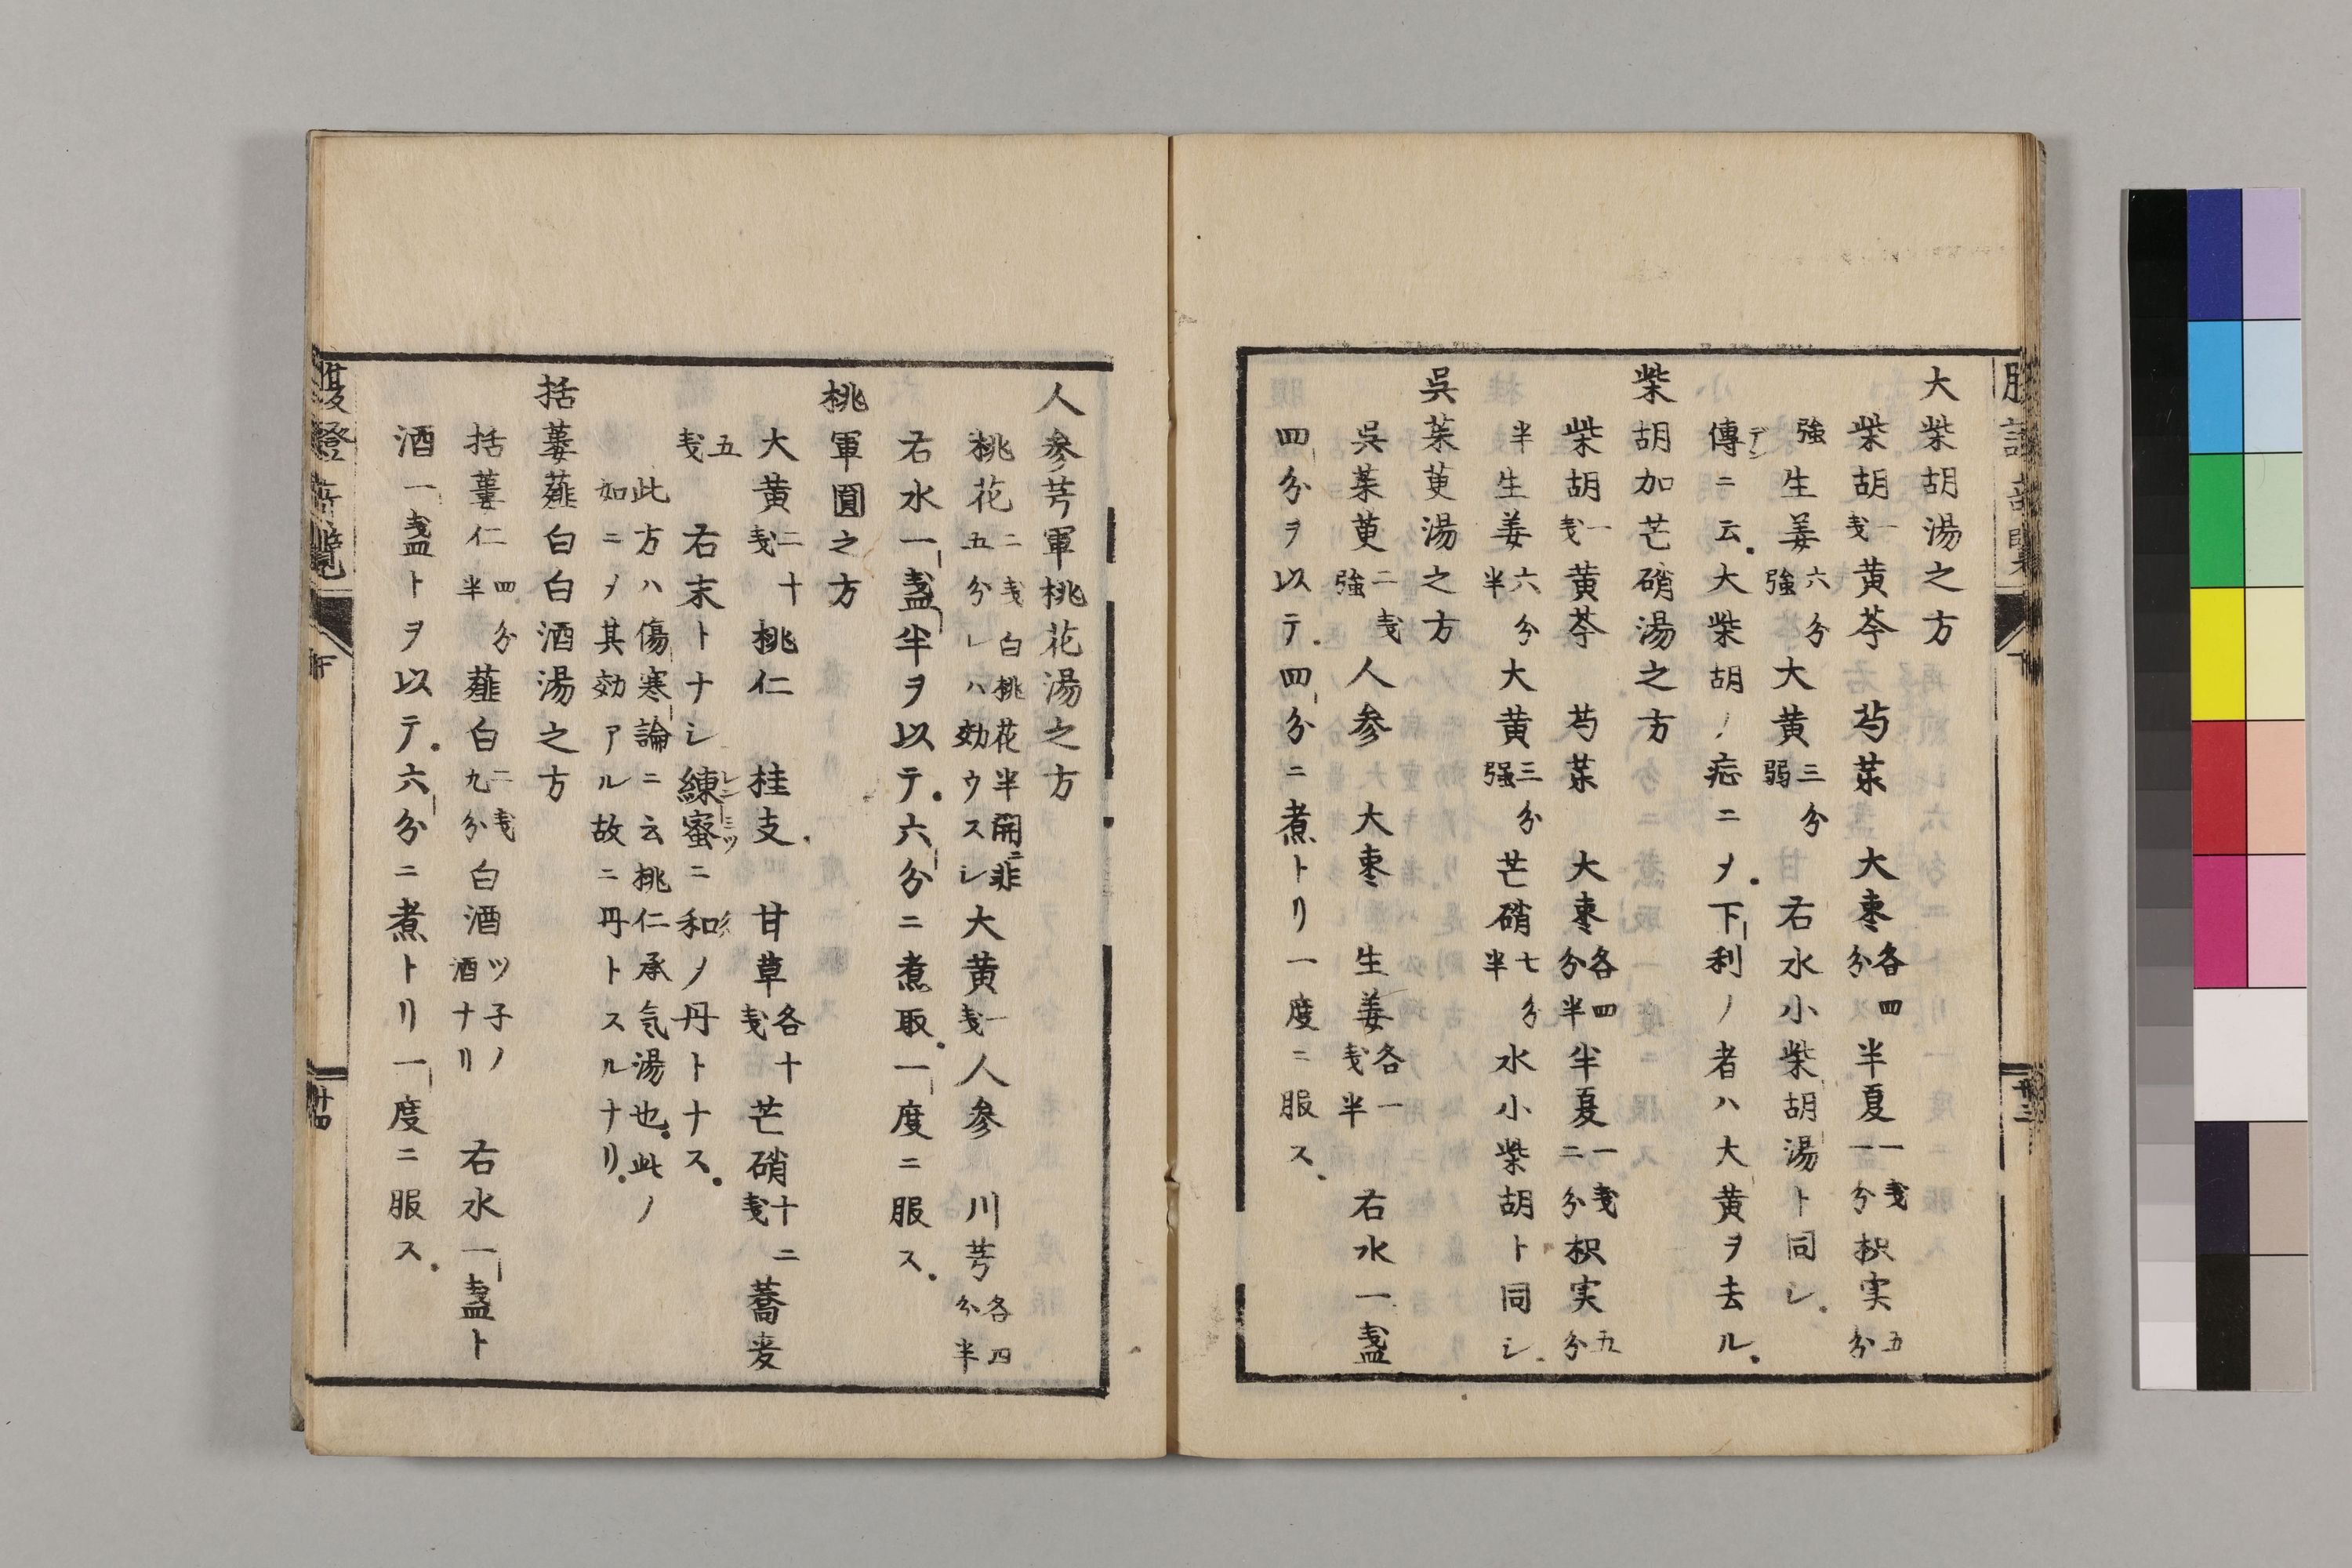 大柴胡湯之方
柴胡一戔黄芩　芍薬　大棗各四分半夏一戔一分枳実五分
強生姜六分強大黄三分弱　右水小柴胡湯ト同シ
傳ニ云大柴胡ノ症ニメ下利ノ者ハ大黄ヲ去ル
柴胡加芒硝湯之方
柴胡一戔黄芩　芍薬　大棗各四分半半夏一戔二分枳実五分
半生姜六分半大黄三分强芒硝七分半水小柴胡ト同シ
呉茱萸湯之方
呉茱萸二戔強人参　大棗　生姜各一戔半　右水一盞
四分ヲ以テ四分ニ煮トリ一度ニ服ス
人参芎軍桃花湯之方
桃花二戔五分白桃花半開ニ非レハ効ウスシ大黄一戔人参　川芎各四分半
右水一盞半ヲ以テ六分ニ煮取一度ニ服ス
桃軍圓之方
大黄二十戔桃仁　桂支　甘草各十戔芒硝十二戔蕎麦
五戔　右末トナシ練蜜ニ和ノ丹トナス
此方ハ傷寒論ニ云桃仁承気湯也此ノ
如ニメ其効アル故ニ丹トスルナリ
括蔞薤白白酒湯之方
括蔞仁四分半薤白二戔九分白酒ツ子ノ酒ナリ　右水一盞ト
酒一盞トヲ以テ六分ニ煮トリ一度ニ服ス